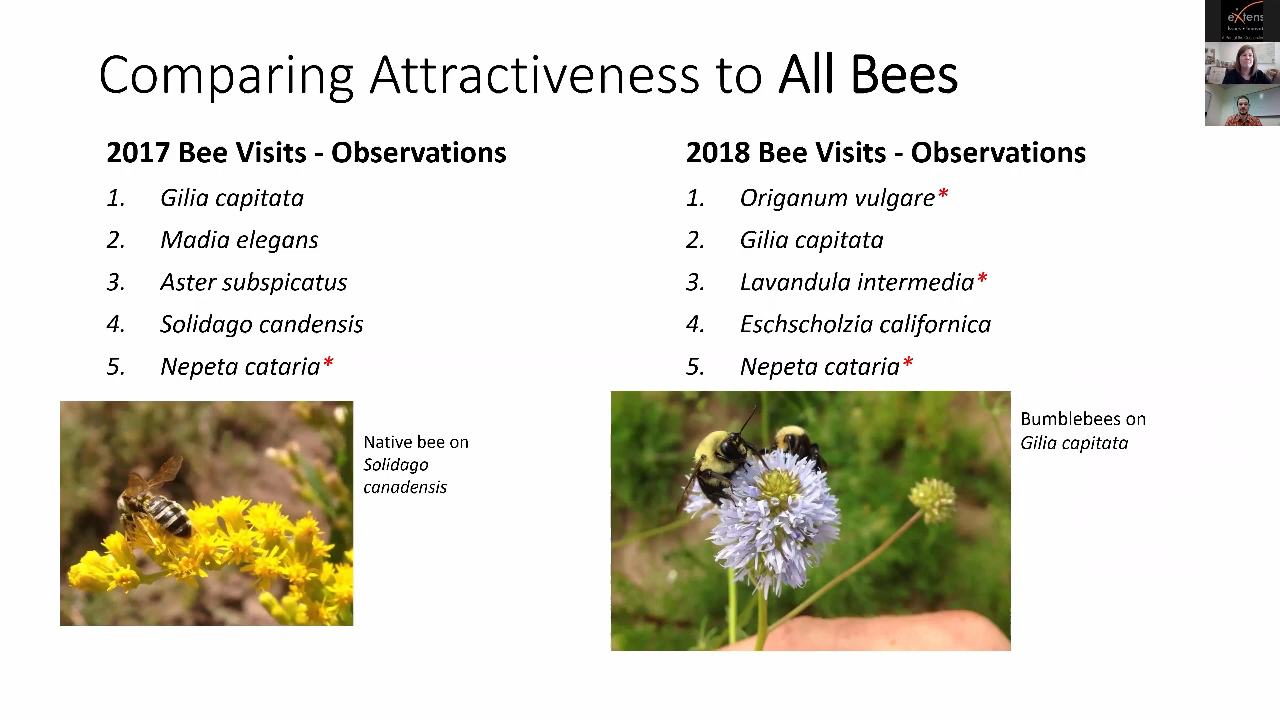 Comparing Attractiveness to All Bees
2017 Bee Visits - Observations
1. Gilia capitata
2. Madia elegans
3. Aster subspicatus
4. Solidago candensis
5. Nepeta cataria*
Native bee on
Solidago
canadensis
2018 Bee Visits - Observations
1. Origanum vulgare*
2. Gilia capitata
3. Lavandula intermedia*
4. Eschscholzia californica
5. Nepeta cataria*
Bumblebees on
Gilia capitata
eXtens